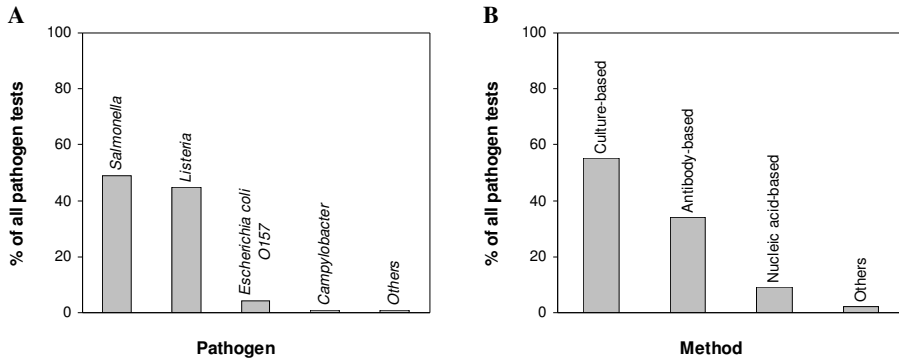 A
% of all pathogen tests
100
80
60
40
20
0
Salmonella
Listeria
Escherichia coli
O157
Campylobacter
Others
Pathogen
B
% of all pathogen tests
100
80
60
40
20
0
Culture-based
Antibody-based
Nucleic acid-based
Others
Method